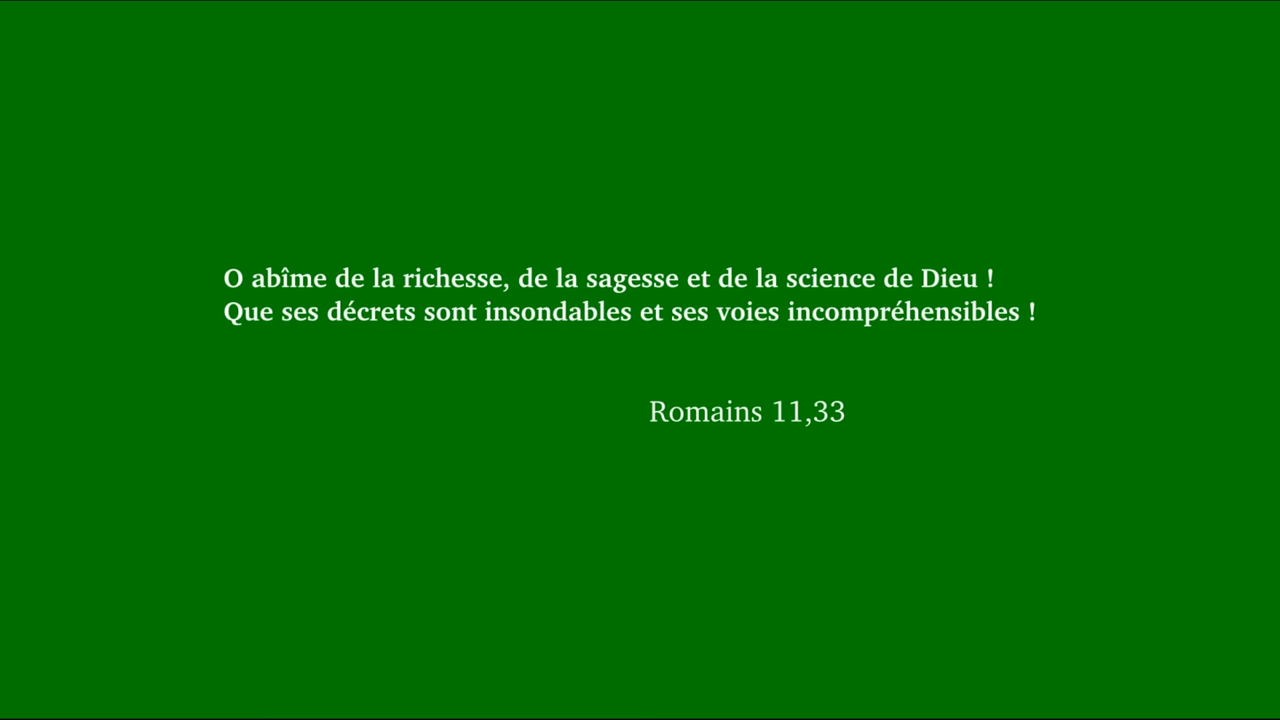 O abîme de la richesse, de la sagesse et de la science de Dieu !
Que ses décrets sont insondables et ses voies incompréhensibles !
Romains 11,33